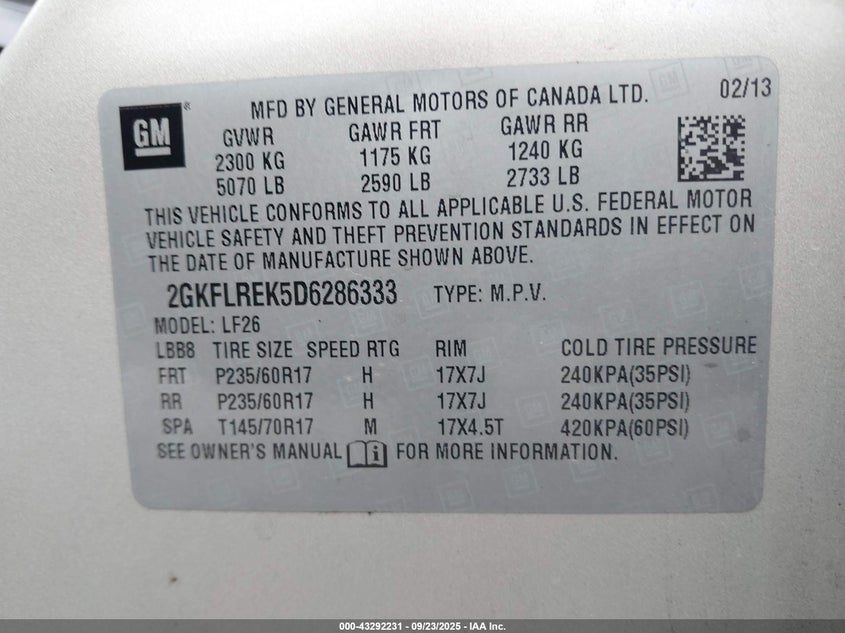 GM ® MFD BY GENERAL MOTORS OF CANADA LTD. 02/13
GVWR GAWR FRT GAWR RR
2300 KG 1175 KG 1240 KG
5070 LB 2590 LB 2733 LB
THIS VEHICLE CONFORMS TO ALL APPLICABLE U.S. FEDERAL MOTOR
VEHICLE SAFETY AND THEFT PREVENTION STANDARDS IN EFFECT ON
THE DATE OF MANUFACTURE SHOWN ABOVE.
2GKFLREK5D6286333 TYPE: M.P.V.
MODEL: LF26
LBB8 TIRE SIZE SPEED RTG RIM COLD TIRE PRESSURE
FRT P235/60R17 H 17X7J 240KPA(35PSI)
RR P235/60R17 H 17X7J 240KPA(35PSI)
SPA T145/70R17 M 17X4.5T 420KPA(60PSI)
SEE OWNER'S MANUAL i FOR MORE INFORMATION.
000-43292231 - 09/23/2025 - IAA Inc.